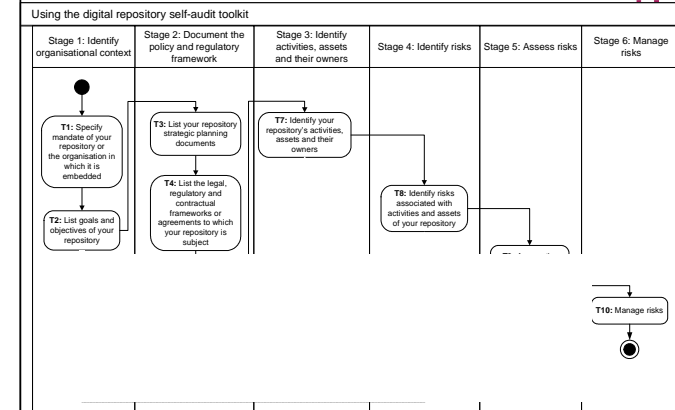 Using the digital repository self-audit toolkit
Stage 1: Identify
organisational context
Stage 2: Document the
policy and regulatory
framework
Stage 3: Identify
activities, assets
and their owners
Stage 4: Identify risks
Stage 5: Assess risks
Stage 6: Manage
risks
T1: Specify
mandate of your
repository or
the organisation in
which it is
embedded
T2: List goals and
objectives of your
repository
T3: List your repository
strategic planning
documents
T4: List the legal,
regulatory and
contractual
frameworks or
agreements to which
your repository is
subject
T7: Identify your
repository's activities,
assets and their
owners
T8: Identify risks
associated with
activities and assets
of your repository
T10: Manage risks